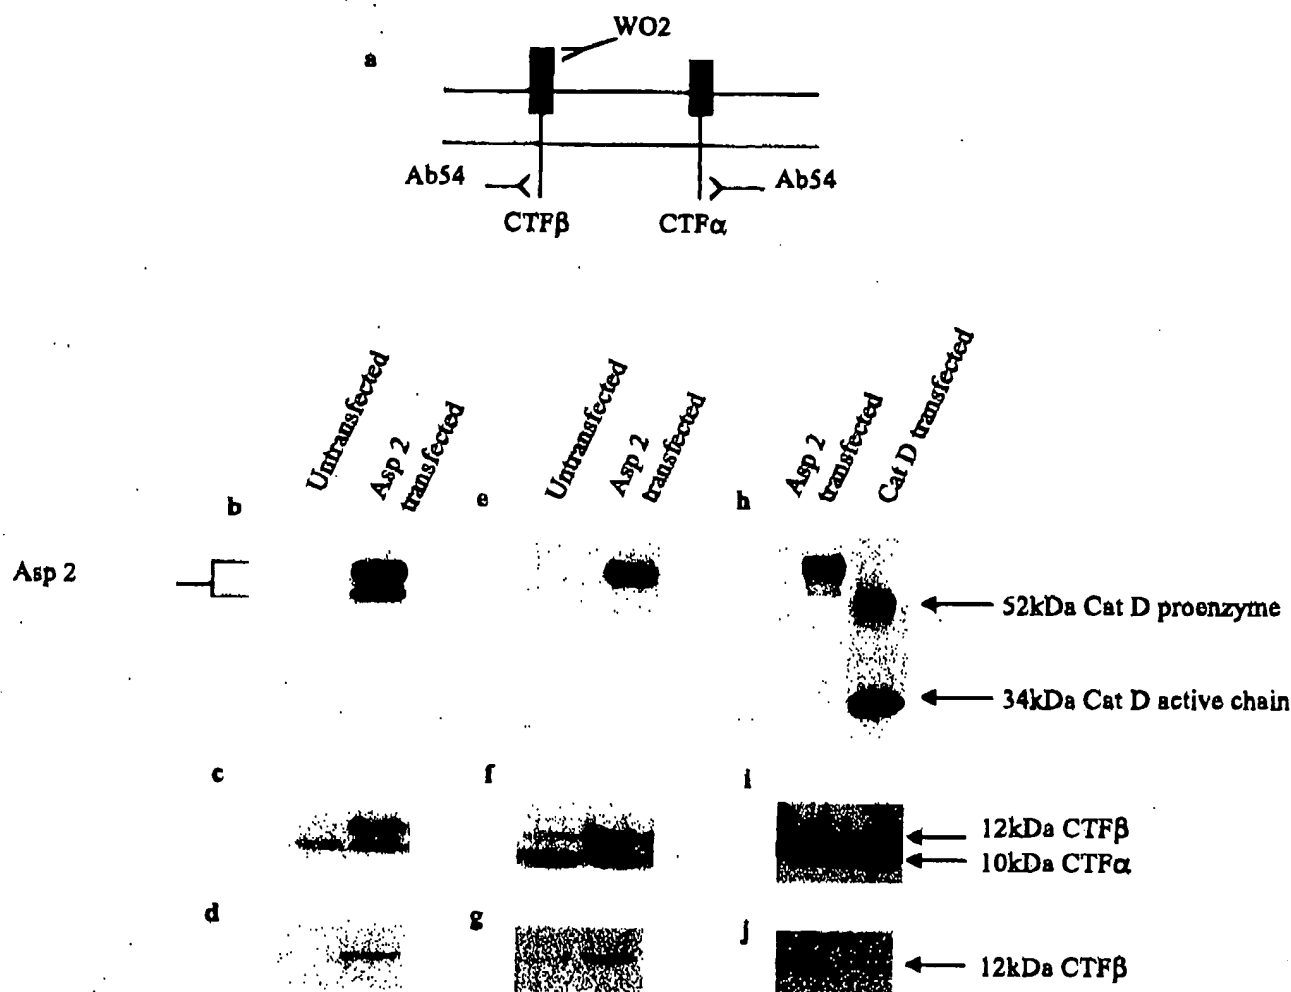 a
WO2
Ab54
Ab54
CTFβ
CTFα
Untransfected
Asp 2
transfected
Untransfected
Asp 2
transfected
Asp 2
transfected
Cat D transfected
b
e
h
Asp 2
52kDa Cat D proenzyme
34kDa Cat D active chain
c
f
i
12kDa CTFβ
10kDa CTFα
d
g
j
12kDa CTFβ